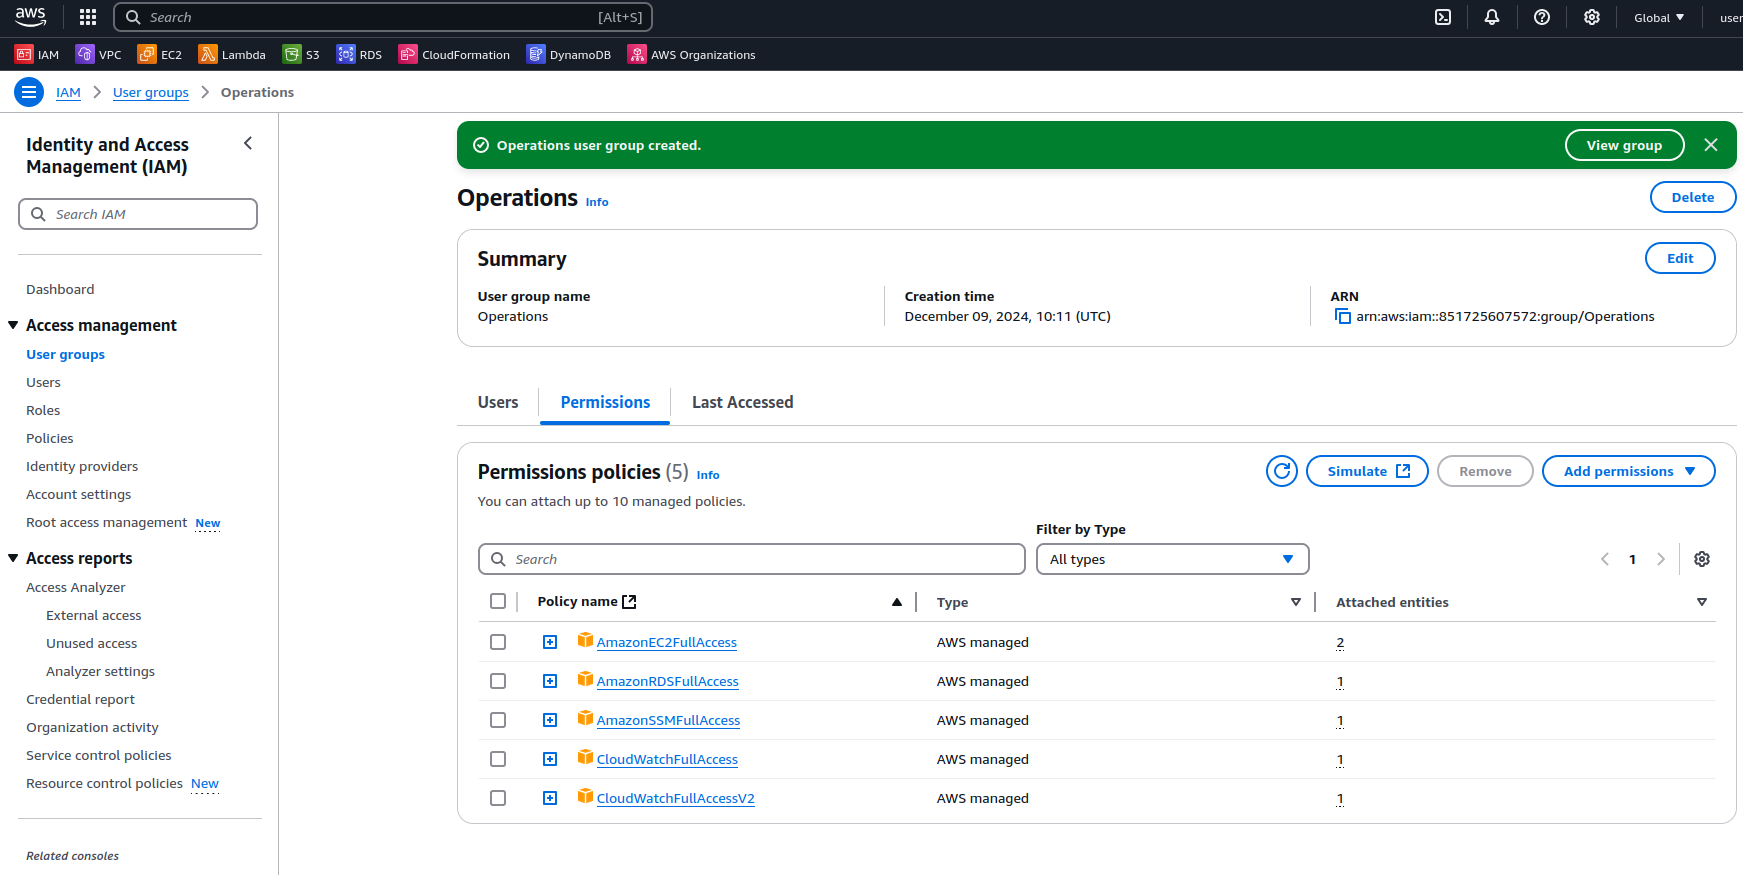 aws
Search [Alt+S]
Global
user
IAM VPC EC2 Lambda S3 RDS CloudFormation DynamoDB AWS Organizations
IAM > User groups > Operations
Identity and Access
Management (IAM)
Search IAM
Dashboard
Access management
User groups
Users
Roles
Policies
Identity providers
Account settings
Root access management New
Access reports
Access Analyzer
External access
Unused access
Analyzer settings
Credential report
Organization activity
Service control policies
Resource control policies New
Related consoles
Operations user group created.
View group
Operations Info
Delete
Summary
Edit
User group name
Operations
Creation time
December 09, 2024, 10:11 (UTC)
ARN
arn:aws:iam::851725607572:group/Operations
Users Permissions Last Accessed
Permissions policies (5) Info
Simulate Remove Add permissions
You can attach up to 10 managed policies.
Filter by Type
Search
All types
1
Policy name Type Attached entities
AmazonEC2FullAccess AWS managed 2
AmazonRDSFullAccess AWS managed 1
AmazonSSMFullAccess AWS managed 1
CloudWatchFullAccess AWS managed 1
CloudWatchFullAccessV2 AWS managed 1